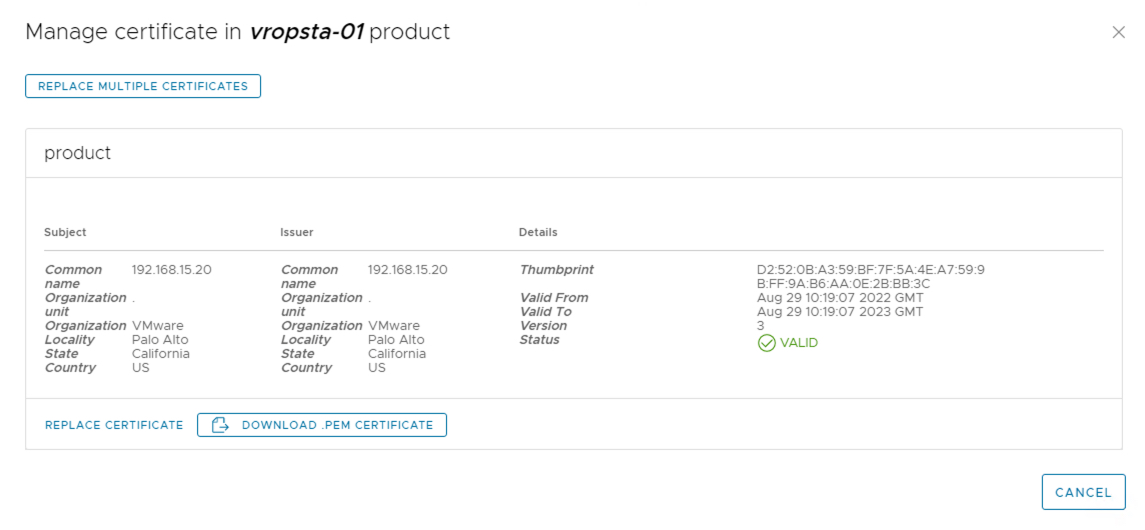 Manage certificate in vropsta-01 product
REPLACE MULTIPLE CERTIFICATES
product
Subject
Common name 192.168.15.20
Organization unit .
Organization VMware
Locality Palo Alto
State California
Country US
Issuer
Common name 192.168.15.20
Organization unit .
Organization VMware
Locality Palo Alto
State California
Country US
Details
Thumbprint D2:52:0B:A3:59:BF:7F:5A:4E:A7:59:9
B:FF:9A:B6:AA:0E:2B:BB:3C
Valid From Aug 29 10:19:07 2022 GMT
Valid To Aug 29 10:19:07 2023 GMT
Version 3
Status VALID
REPLACE CERTIFICATE
DOWNLOAD .PEM CERTIFICATE
CANCEL